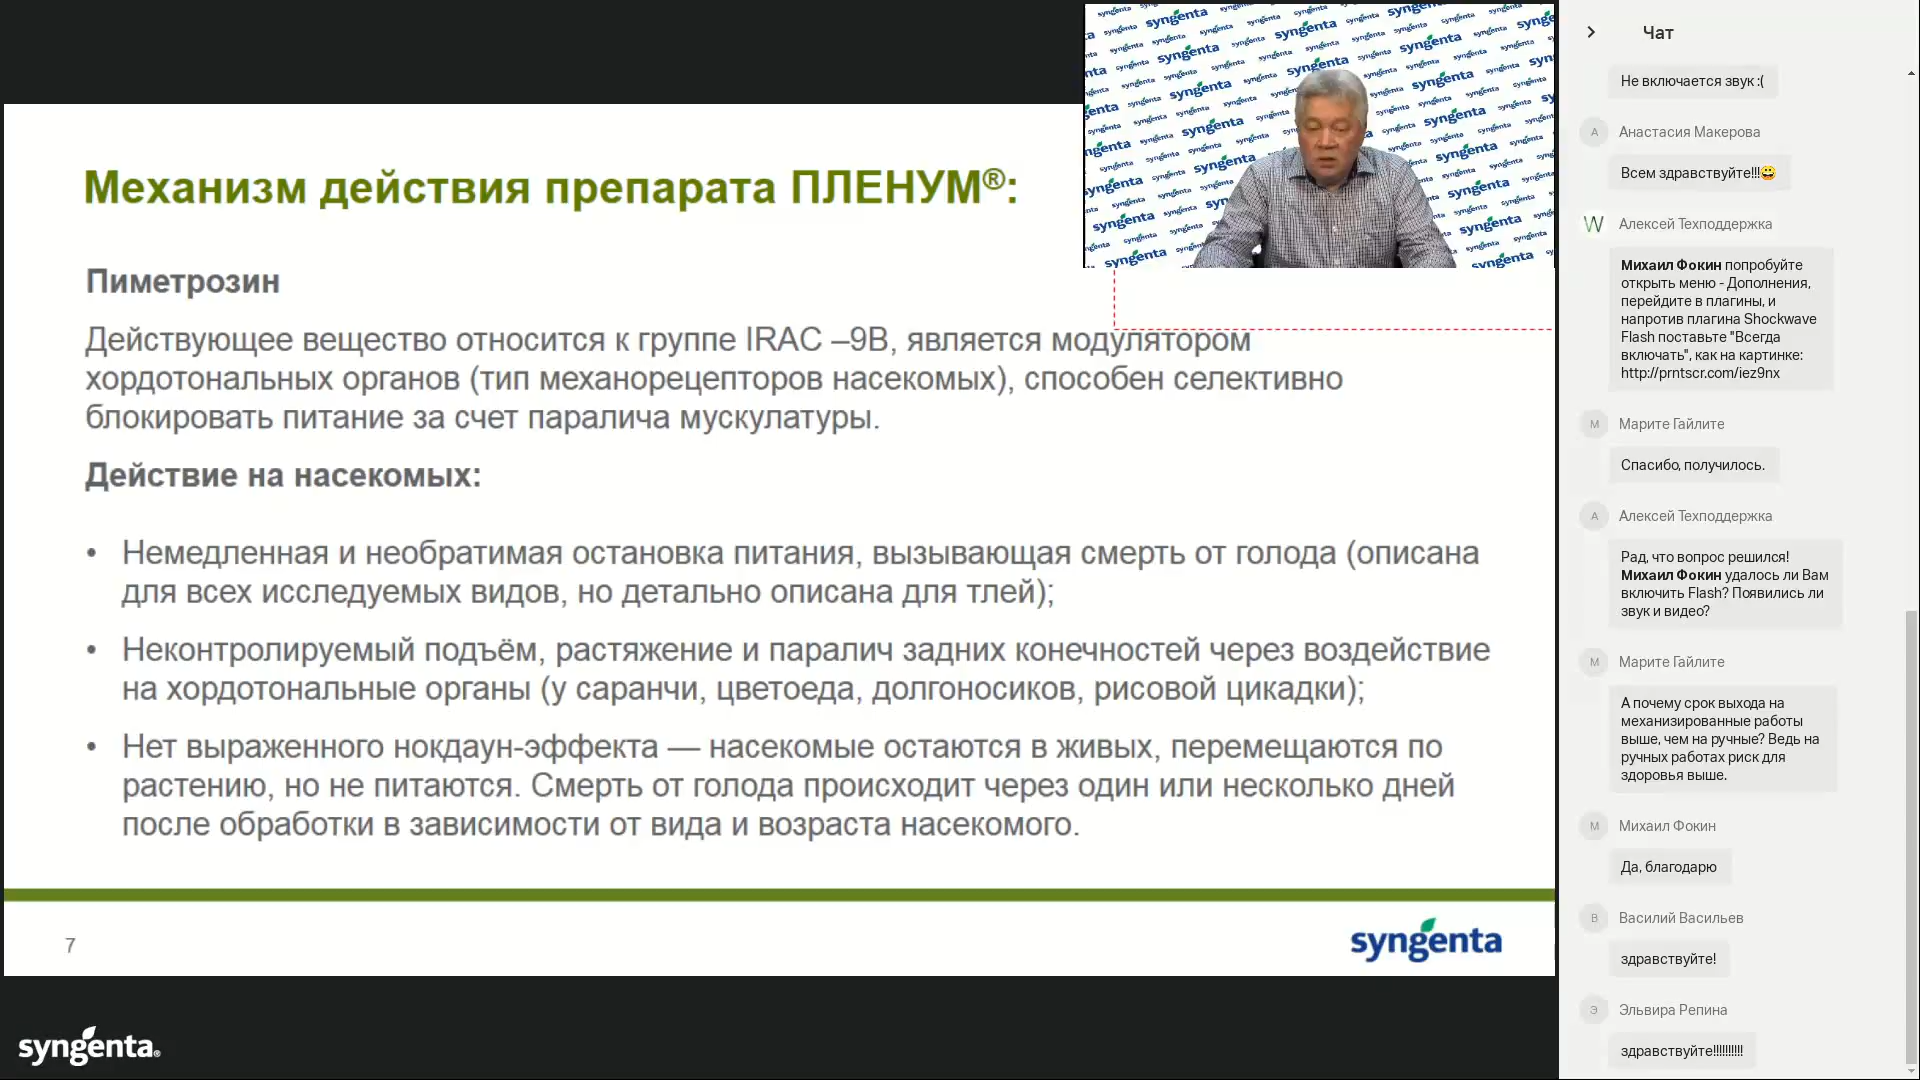 Механизм действия препарата ПЛЕНУМ®:
Пиметрозин
Действующее вещество относится к группе IRAC –9B, является модулятором
хордотональных органов (тип механорецепторов насекомых), способен селективно
блокировать питание за счет паралича мускулатуры.
Действие на насекомых:
• Немедленная и необратимая остановка питания, вызывающая смерть от голода (описана
для всех исследуемых видов, но детально описана для тлей);
• Неконтролируемый подъём, растяжение и паралич задних конечностей через воздействие
на хордотональные органы (у саранчи, цветоеда, долгоносиков, рисовой цикадки);
• Нет выраженного нокдаун-эффекта — насекомые остаются в живых, перемещаются по
растению, но не питаются. Смерть от голода происходит через один или несколько дней
после обработки в зависимости от вида и возраста насекомого.
7
syngenta
syngenta®
syngenta
Чат
Не включается звук :(
А
Анастасия Макерова
Всем здравствуйте!!!😀
W
Алексей Техподдержка
Михаил Фокин попробуйте
открыть меню - Дополнения,
перейдите в плагины, и
напротив плагина Shockwave
Flash поставьте "Всегда
включать", как на картинке:
http://prntscr.com/iez9nx
М
Марите Гайлите
Спасибо, получилось.
А
Алексей Техподдержка
Рад, что вопрос решился!
Михаил Фокин удалось ли Вам
включить Flash? Появились ли
звук и видео?
М
Марите Гайлите
А почему срок выхода на
механизированные работы
выше, чем на ручные? Ведь на
ручных работах риск для
здоровья выше.
М
Михаил Фокин
Да, благодарю
В
Василий Васильев
здравствуйте!
Э
Эльвира Репина
здравствуйте!!!!!!!!!!